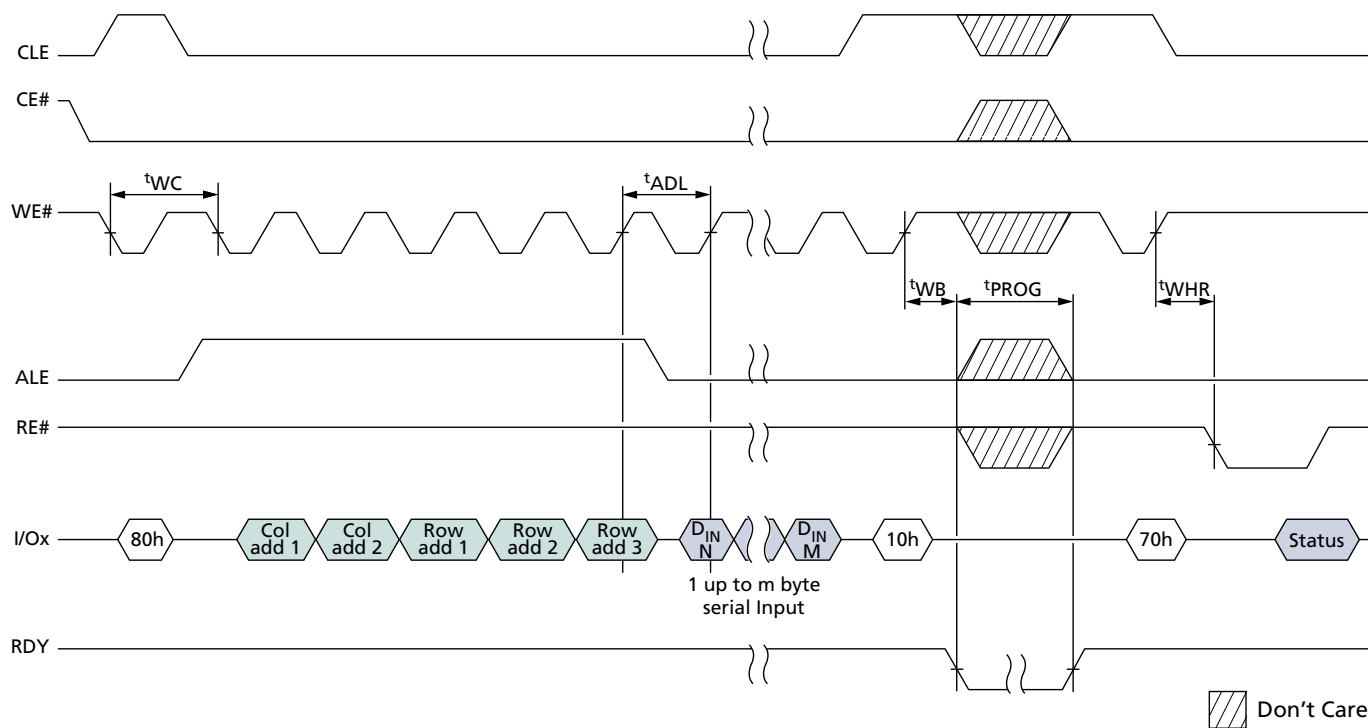 CLE
CE#
tWC
tADL
WE#
tWB
tPROG
tWHR
ALE
RE#
I/Ox
80h
Col
add 1
Col
add 2
Row
add 1
Row
add 2
Row
add 3
DIN
N
DIN
M
10h
70h
Status
1 up to m byte
serial Input
RDY
Don't Care